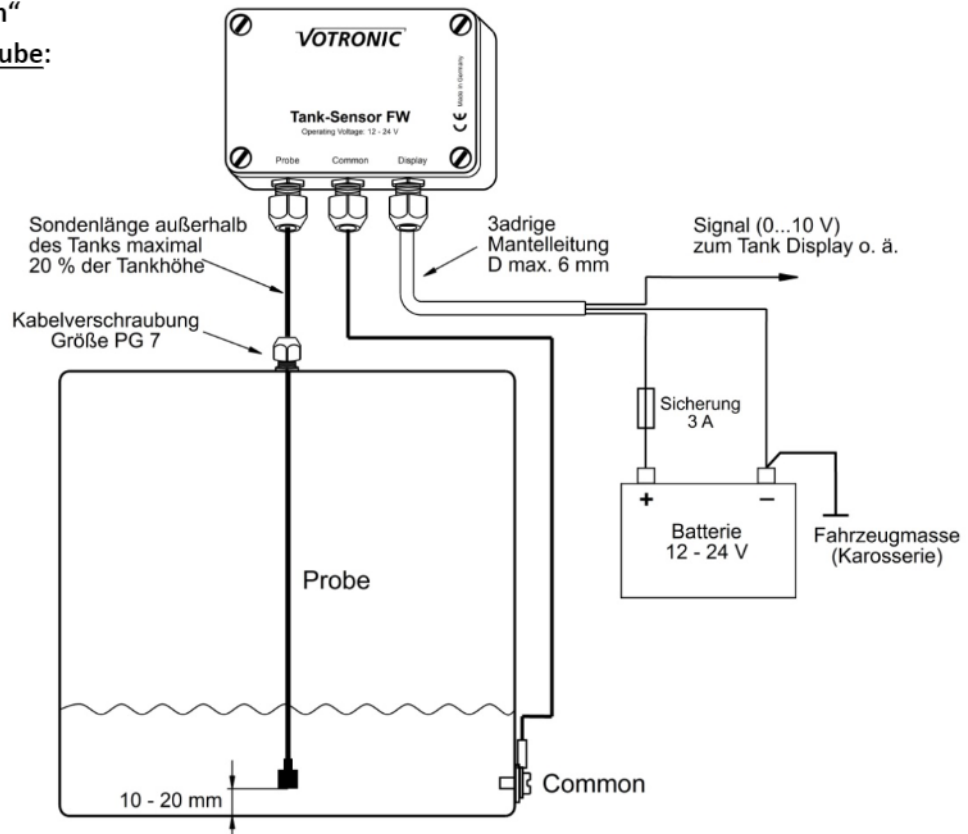 n“
ube:
VOTRONIC
Made in Germany
CE
Tank-Sensor FW
Operating Voltage: 12 - 24 V
Probe Common Display
Sondenlänge außerhalb
des Tanks maximal
20 % der Tankhöhe
3adrige
Mantelleitung
D max. 6 mm
Signal (0...10 V)
zum Tank Display o. ä.
Kabelverschraubung
Größe PG 7
Sicherung
3 A
+ –
Batterie
12 - 24 V
Fahrzeugmasse
(Karosserie)
Probe
10 - 20 mm
Common